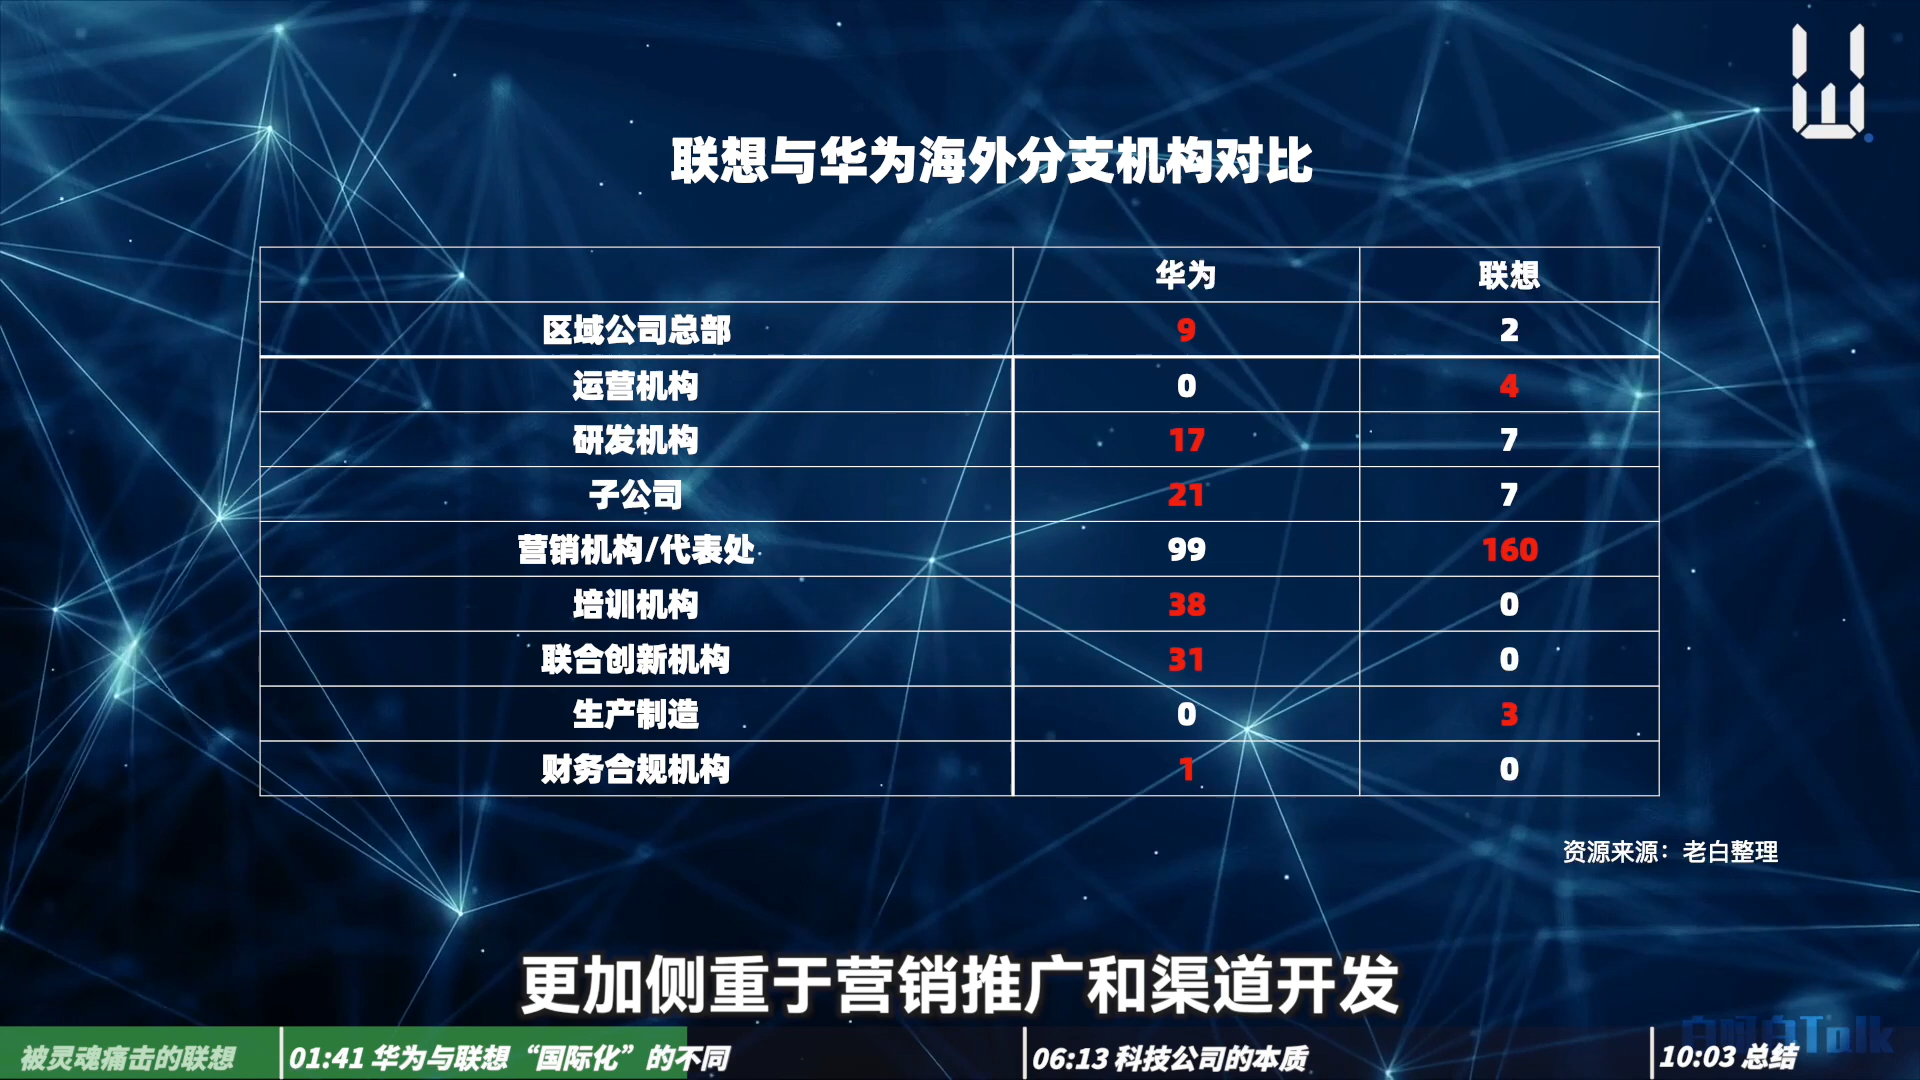 联想与华为海外分支机构对比
华为 联想
区域公司总部 9 2
运营机构 0 4
研发机构 17 7
子公司 21 7
营销机构/代表处 99 160
培训机构 38 0
联合创新机构 31 0
生产制造 0 3
财务合规机构 1 0
资源来源：老白整理
更加侧重于营销推广和渠道开发
被灵魂痛击的联想 01:41 华为与联想“国际化”的不同 06:13 科技公司的本质 10:03 总结